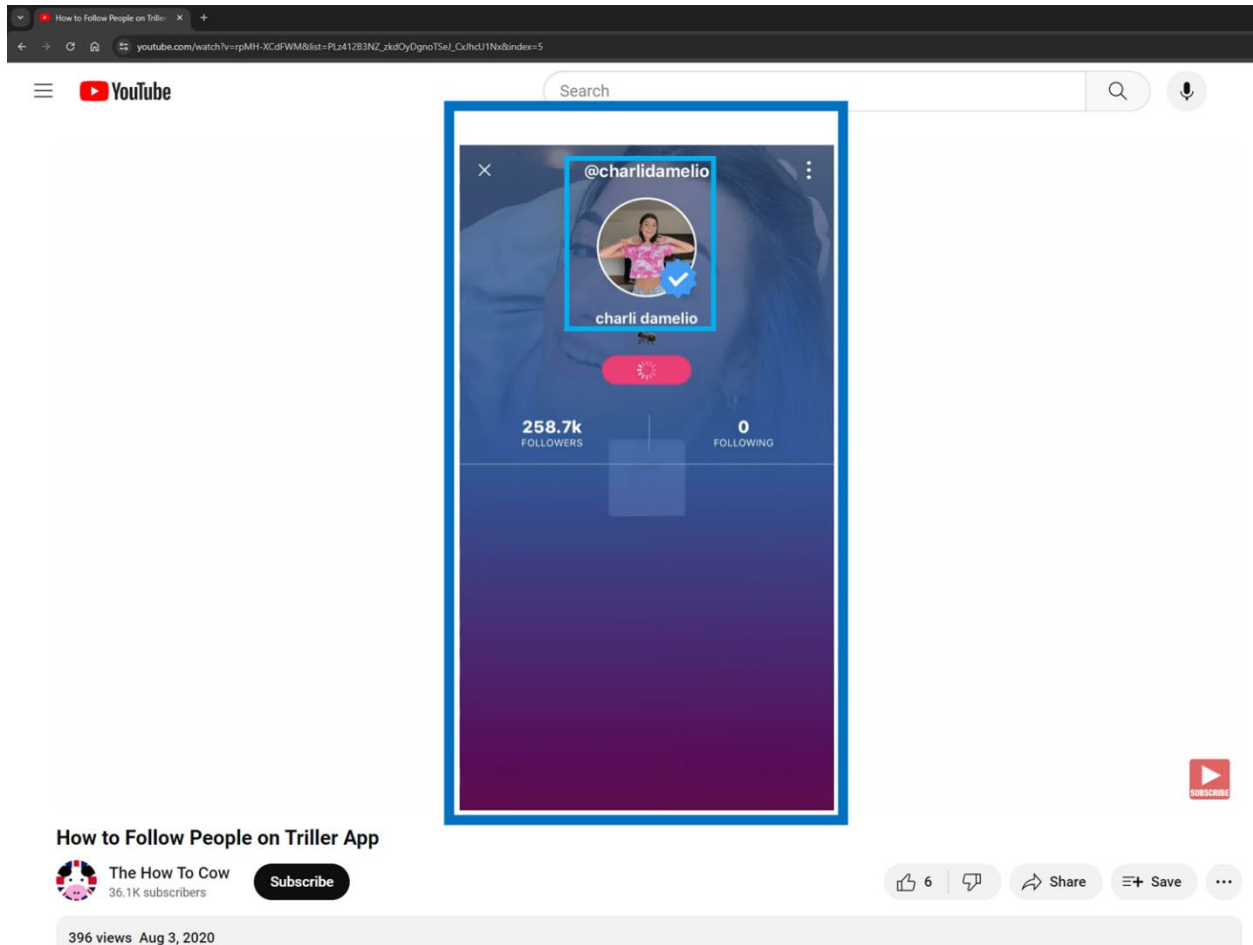 How to Follow People on Triller
youtube.com/watch?v=rpMH-XCdFWM&list=PLz41283NZ_zkdOyDgnoTSeJ_CxJhcU1Nx&index=5
YouTube
Search
@charlidamelio
charli damelio
258.7k
0
FOLLOWERS
FOLLOWING
SUBSCRIBE
How to Follow People on Triller App
The How To Cow
36.1K subscribers
Subscribe
6
Share
Save
396 views Aug 3, 2020